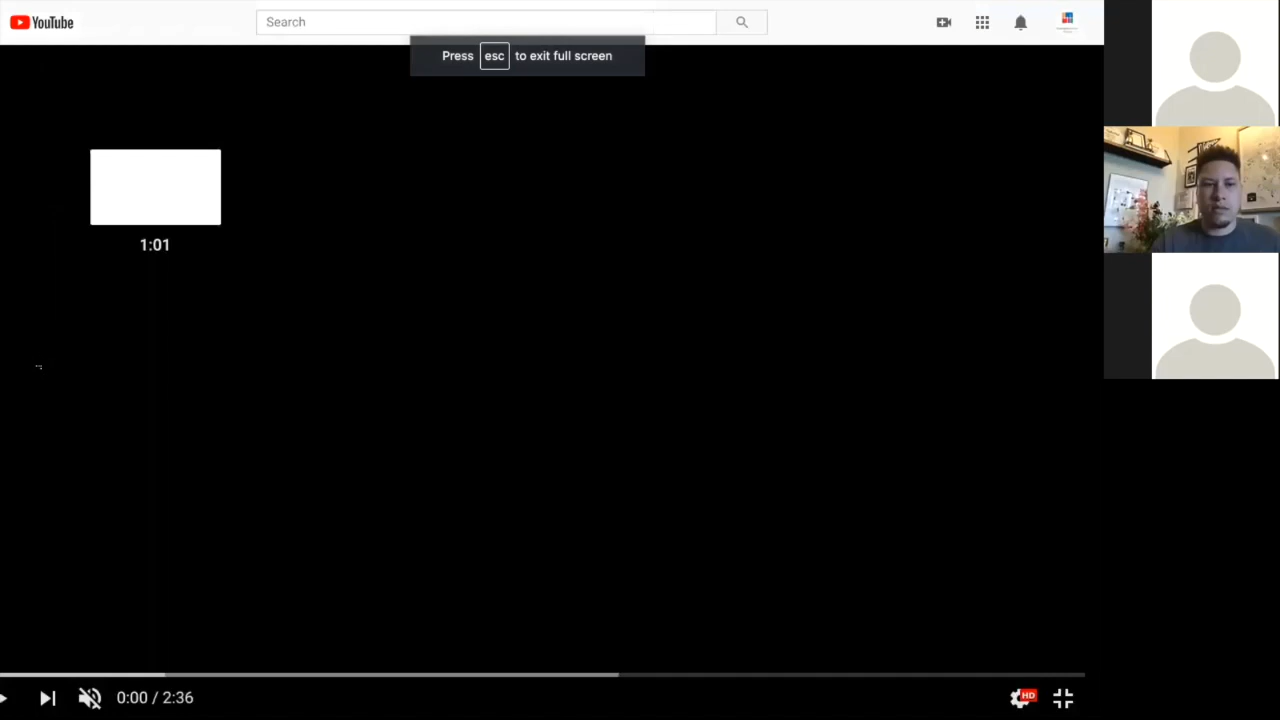 YouTube
Search
Press esc to exit full screen
1:01
0:00 / 2:36
HD